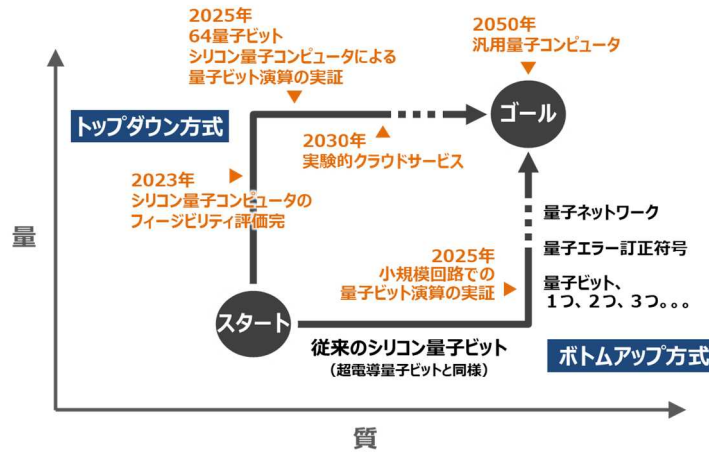 2025年
64量子ビット
シリコン量子コンピュータによる
量子ビット演算の実証
2050年
汎用量子コンピュータ
トップダウン方式
ゴール
2030年
実験的クラウドサービス
2023年
シリコン量子コンピュータの
フィージビリティ評価完
量
量子ネットワーク
量子エラー訂正符号
2025年
小規模回路での
量子ビット演算の実証
量子ビット、
1つ、2つ、3つ。。。
スタート
従来のシリコン量子ビット
（超電導量子ビットと同様）
ボトムアップ方式
質